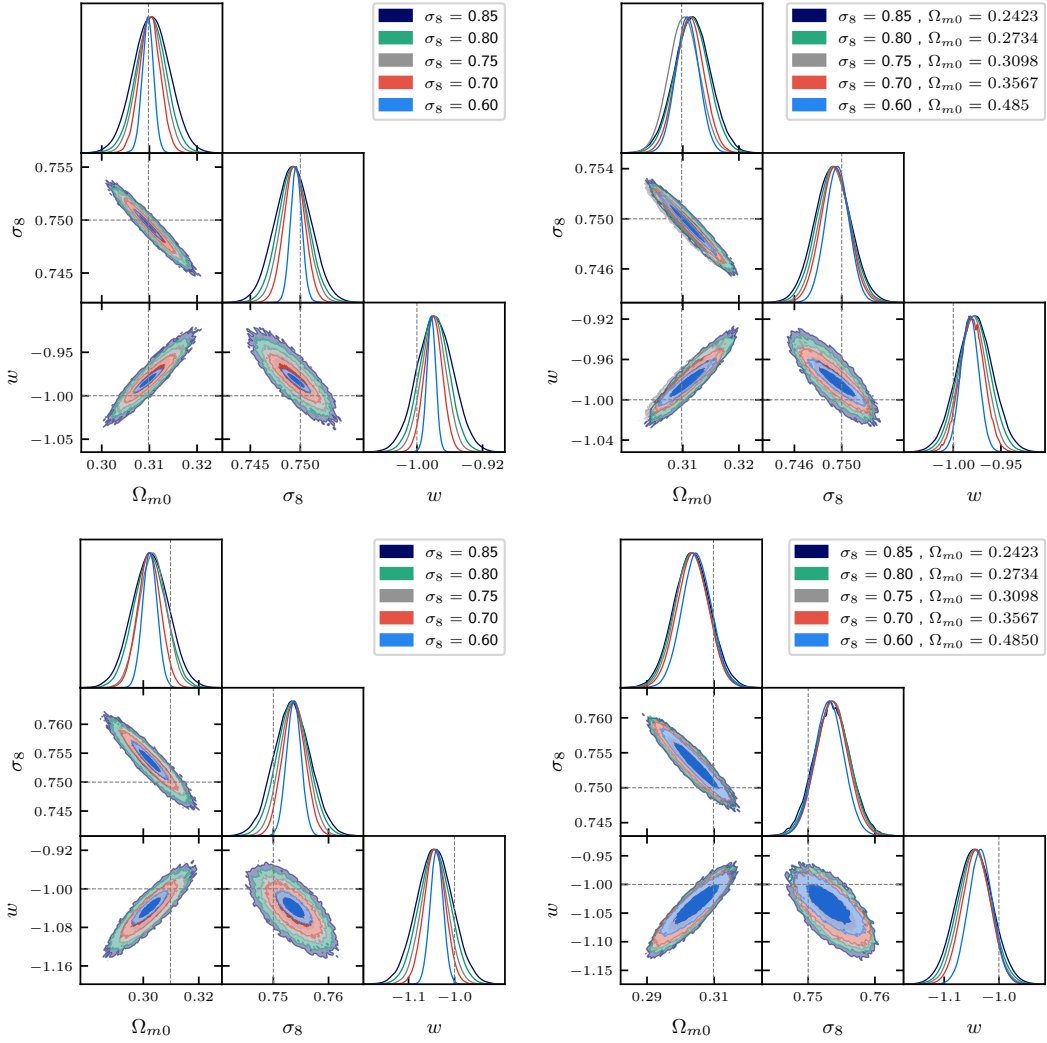 σ8 = 0.85
σ8 = 0.80
σ8 = 0.75
σ8 = 0.70
σ8 = 0.60
0.755
0.750
0.745
σ8
−0.95
−1.00
−1.05
w
0.30 0.31 0.32
0.745 0.750
−1.00 −0.92
Ωm0
σ8
w
σ8 = 0.85 , Ωm0 = 0.2423
σ8 = 0.80 , Ωm0 = 0.2734
σ8 = 0.75 , Ωm0 = 0.3098
σ8 = 0.70 , Ωm0 = 0.3567
σ8 = 0.60 , Ωm0 = 0.485
0.754
0.750
0.746
σ8
−0.92
−0.96
−1.00
−1.04
w
0.31 0.32
0.746 0.750
−1.00 −0.95
Ωm0
σ8
w
σ8 = 0.85
σ8 = 0.80
σ8 = 0.75
σ8 = 0.70
σ8 = 0.60
0.760
0.755
0.750
0.745
σ8
−0.92
−1.00
−1.08
−1.16
w
0.30 0.32
0.75 0.76
−1.1 −1.0
Ωm0
σ8
w
σ8 = 0.85 , Ωm0 = 0.2423
σ8 = 0.80 , Ωm0 = 0.2734
σ8 = 0.75 , Ωm0 = 0.3098
σ8 = 0.70 , Ωm0 = 0.3567
σ8 = 0.60 , Ωm0 = 0.4850
0.760
0.755
0.750
0.745
σ8
−0.95
−1.00
−1.05
−1.10
−1.15
w
0.29 0.31
0.75 0.76
−1.1 −1.0
Ωm0
σ8
w